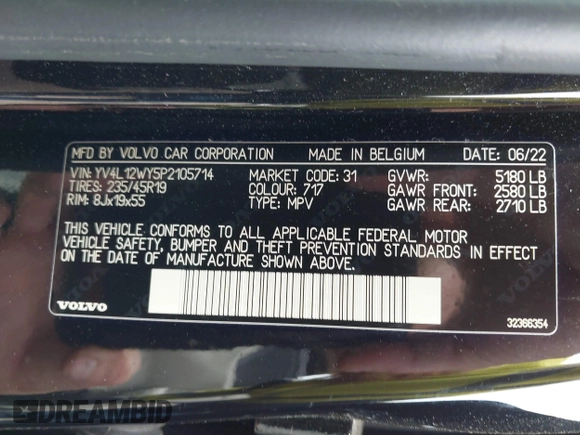 MFD BY VOLVO CAR CORPORATION MADE IN BELGIUM DATE: 06/22
VIN: YV4L12WY5P2105714 MARKET CODE: 31 GVWR: 5180 LB
TIRES: 235/45R19 COLOUR: 717 GAWR FRONT: 2580 LB
RIM: 8Jx19x55 TYPE: MPV GAWR REAR: 2710 LB
THIS VEHICLE CONFORMS TO ALL APPLICABLE FEDERAL MOTOR
VEHICLE SAFETY, BUMPER AND THEFT PREVENTION STANDARDS IN EFFECT
ON THE DATE OF MANUFACTURE SHOWN ABOVE.
VOLVO 32366354
DREAMBID